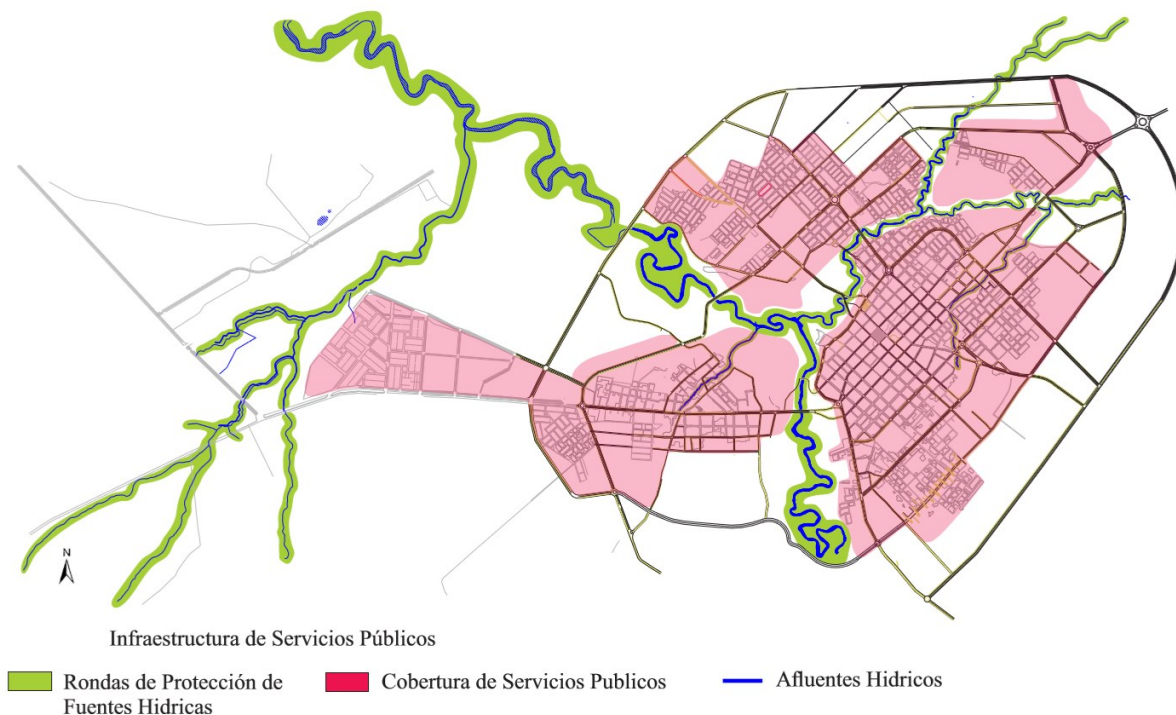 N
Infraestructura de Servicios Públicos
Rondas de Protección de
Fuentes Hidricas
Cobertura de Servicios Publicos
Afluentes Hidricos